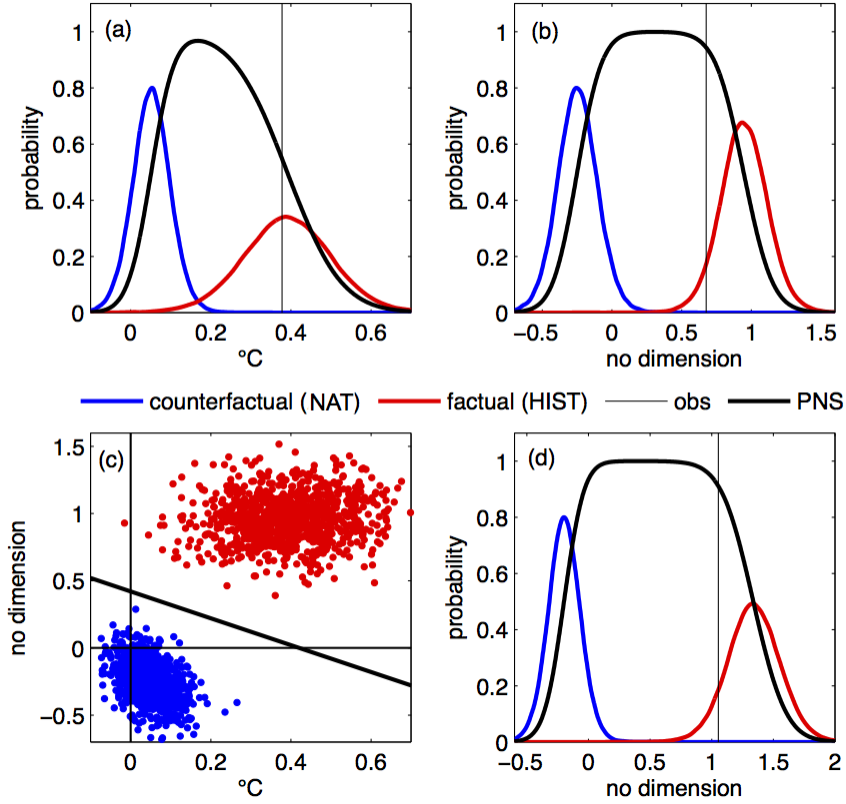 (a)
probability
1
0.8
0.6
0.4
0.2
0
0 0.2 0.4 0.6
°C
(b)
probability
1
0.8
0.6
0.4
0.2
0
−0.5 0 0.5 1 1.5
no dimension
counterfactual (NAT) factual (HIST) obs PNS
(c)
no dimension
1.5
1
0.5
0
−0.5
0 0.2 0.4 0.6
°C
(d)
probability
1
0.8
0.6
0.4
0.2
0
−0.5 0 0.5 1 1.5 2
no dimension